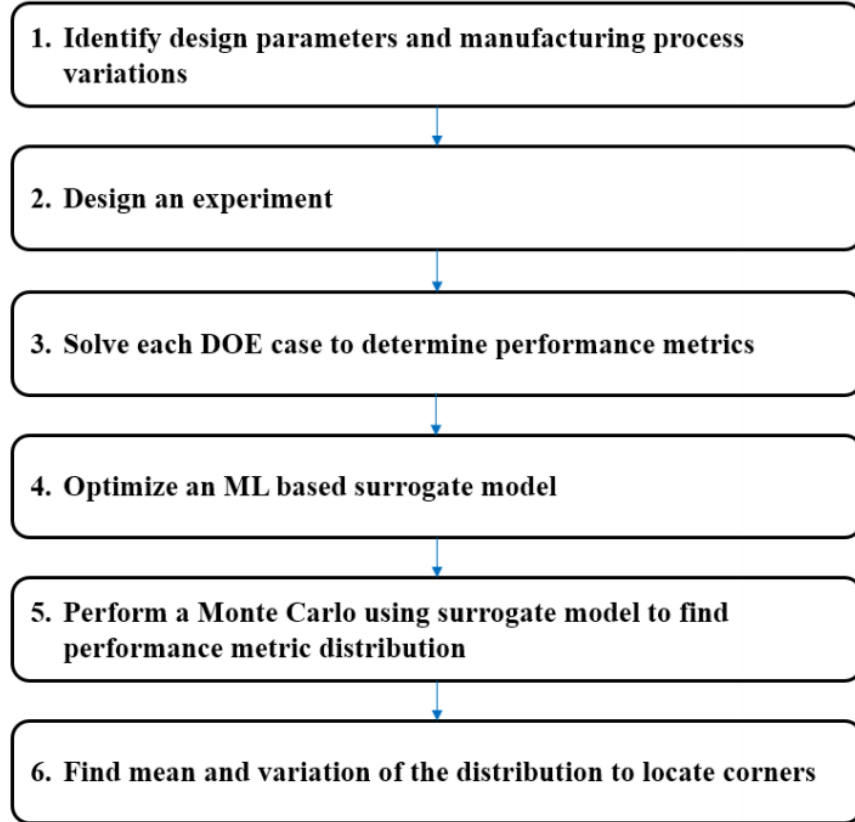 1. Identify design parameters and manufacturing process
variations
2. Design an experiment
3. Solve each DOE case to determine performance metrics
4. Optimize an ML based surrogate model
5. Perform a Monte Carlo using surrogate model to find
performance metric distribution
6. Find mean and variation of the distribution to locate corners